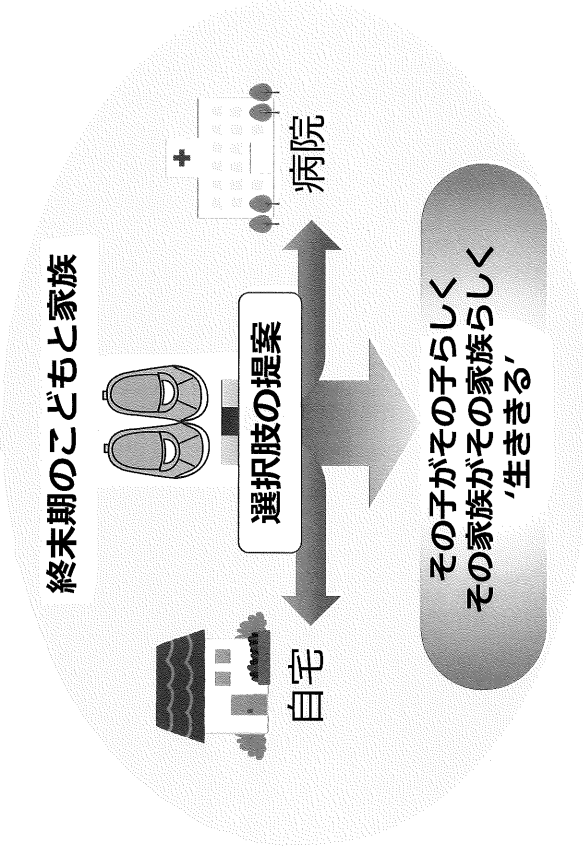 終末期のこどもと家族
選択肢の提案
自宅
病院
その子がその子らしく
その家族がその家族らしく
‘生ききる’